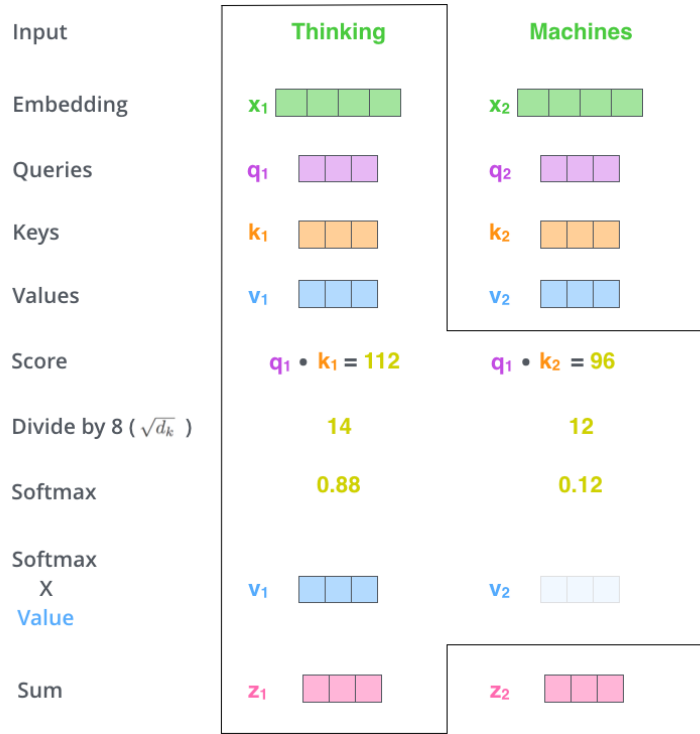 Input Thinking Machines
Embedding x₁ x₂
Queries q₁ q₂
Keys k₁ k₂
Values v₁ v₂
Score q₁ • k₁ = 112 q₁ • k₂ = 96
Divide by 8 ( √dₖ ) 14 12
Softmax 0.88 0.12
Softmax
X v₁ v₂
Value
Sum z₁ z₂